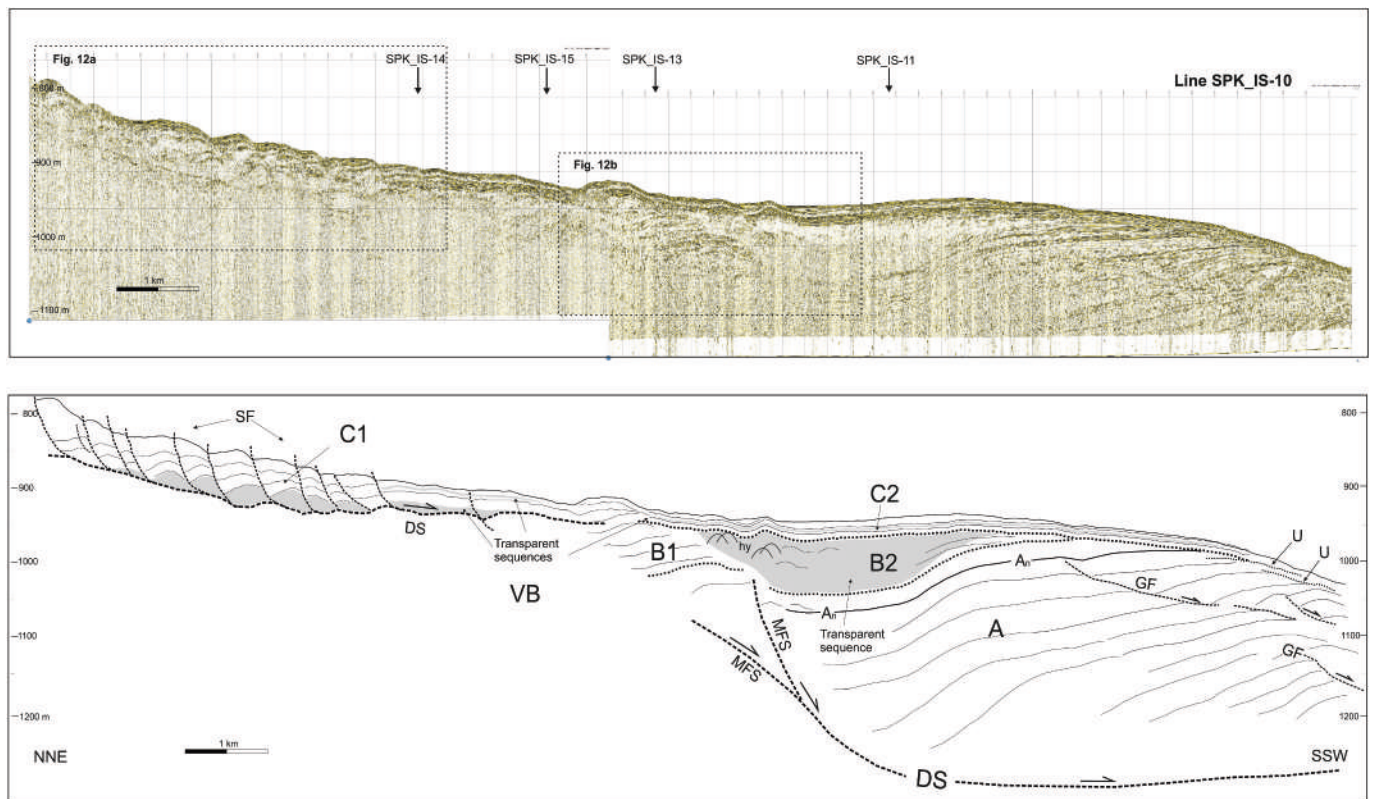 Fig. 12a
SPK_IS-14
SPK_IS-15
SPK_IS-13
SPK_IS-11
Line SPK_IS-10
-800 m
-900 m
Fig. 12b
-1000 m
1 km
-1100 m
800
SF
C1
800
900
DS
Transparent
sequences
C2
900
1000
VB
B1
hy
B2
An
U
U
1000
GF
An
A
Transparent
sequence
1100
MFS
MFS
GF
1100
1200 m
1200
1 km
NNE
DS
SSW